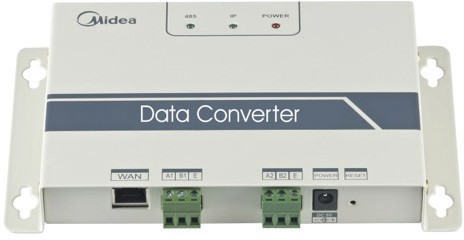 Midea
485 IP POWER
Data Converter
WAN A1 B1 E A2 B2 E POWER RESET